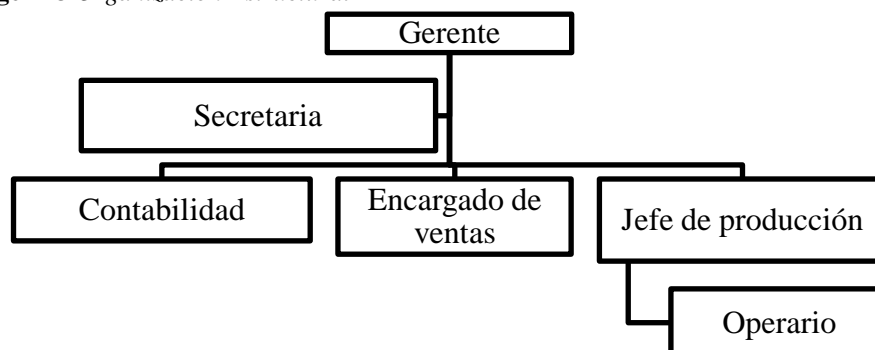 Gerente
Secretaria
Contabilidad
Encargado de
ventas
Jefe de producción
Operario